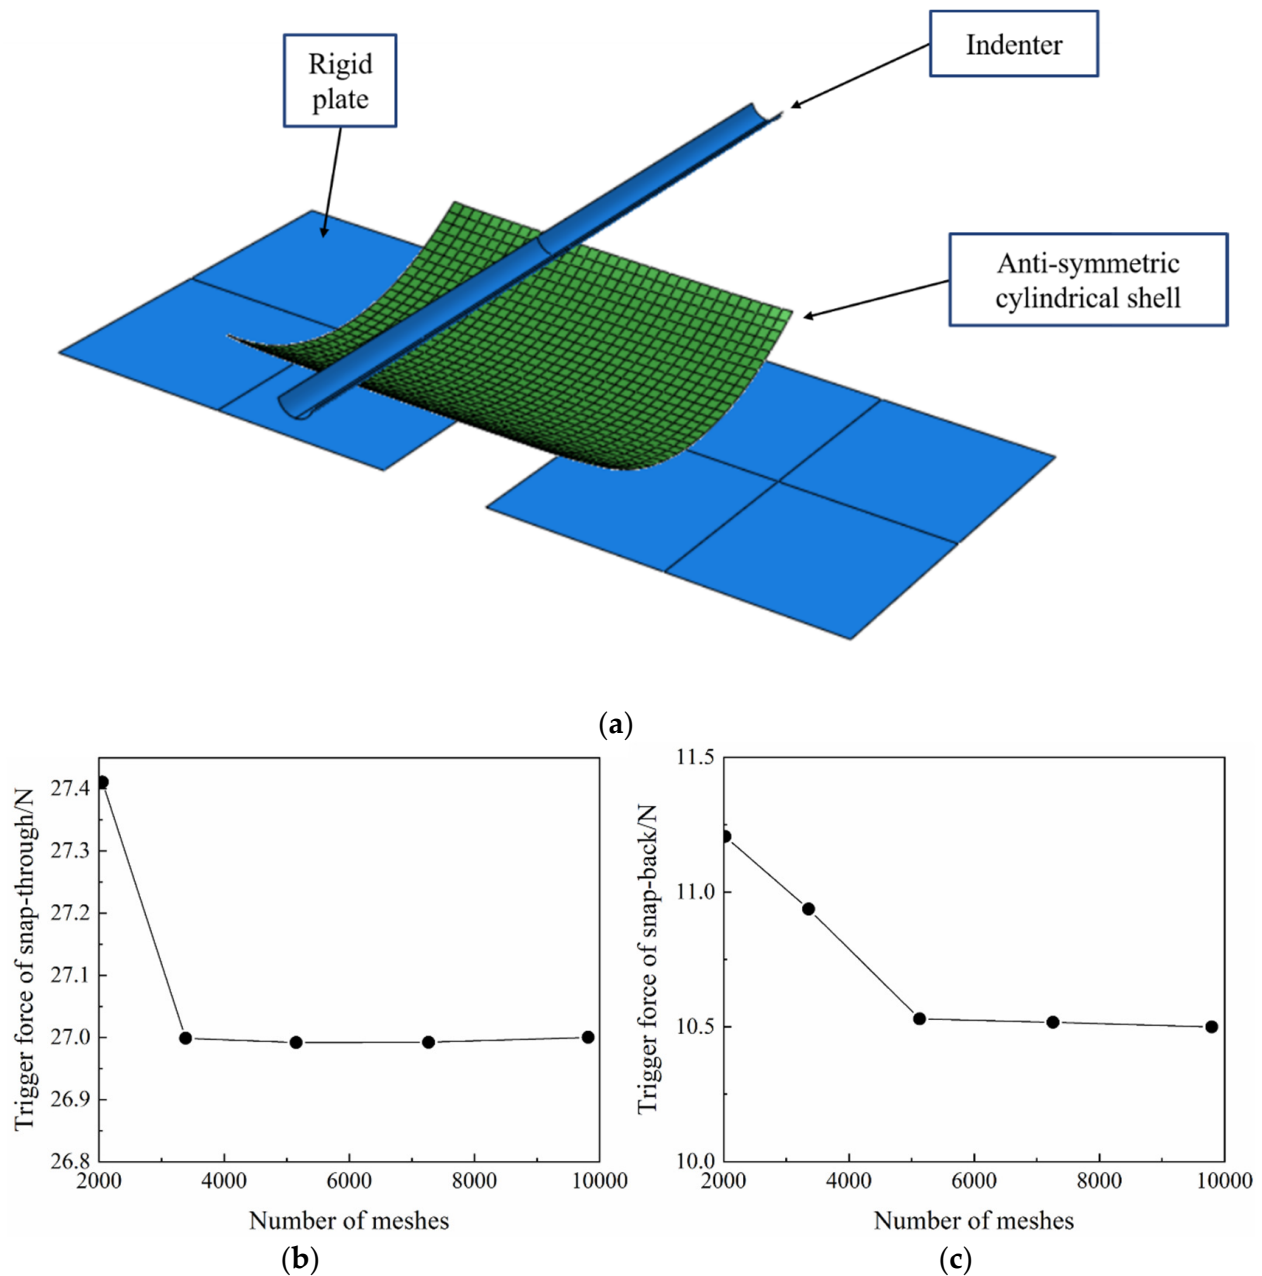 Indenter
Rigid
plate
Anti-symmetric
cylindrical shell
(a)
27.4
27.3
27.2
27.1
27.0
26.9
26.8
2000
4000
6000
8000
10000
Trigger force of snap-through/N
Number of meshes
(b)
11.5
11.0
10.5
10.0
2000
4000
6000
8000
10000
Trigger force of snap-back/N
Number of meshes
(c)